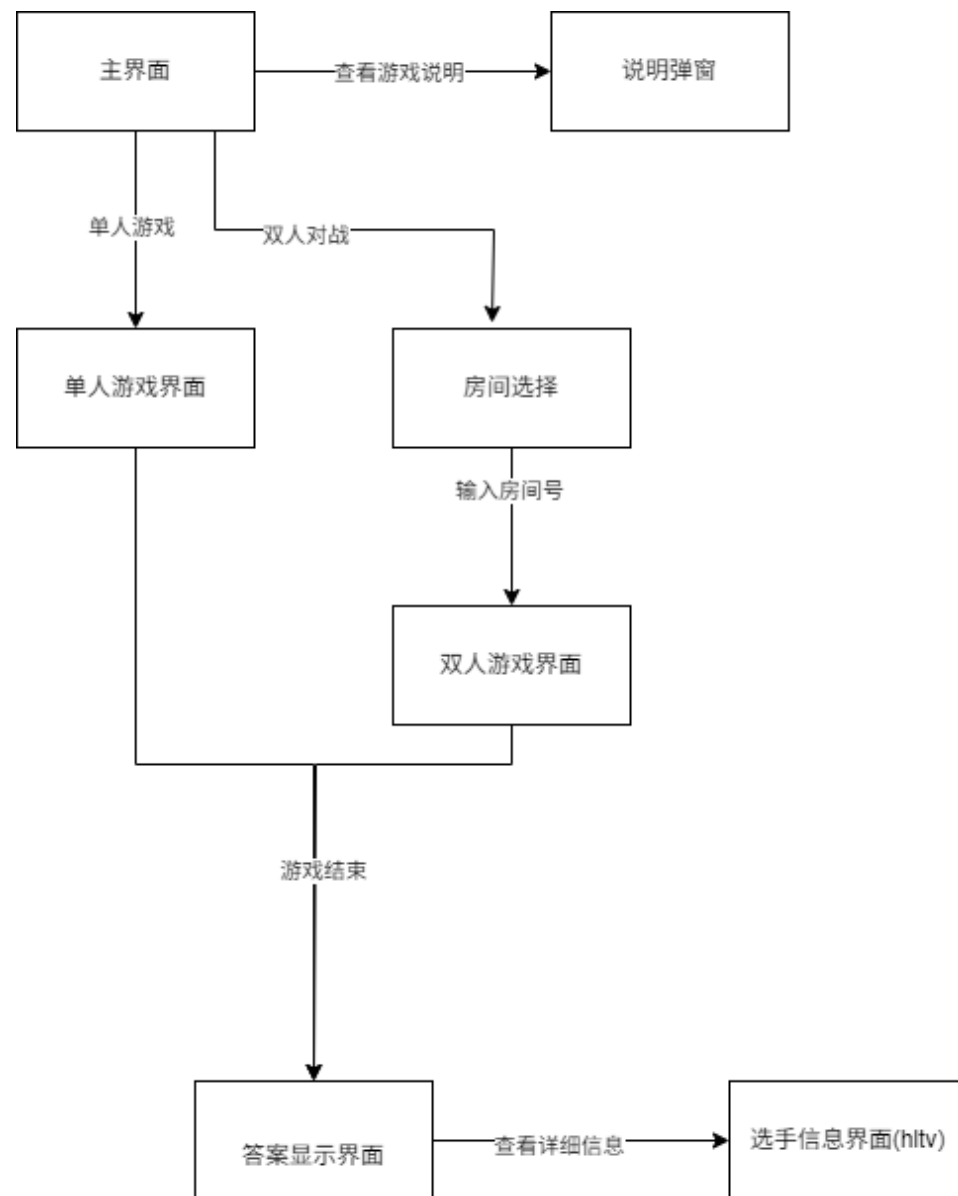 主界面
查看游戏说明
说明弹窗
单人游戏
双人对战
单人游戏界面
房间选择
输入房间号
双人游戏界面
游戏结束
答案显示界面
查看详细信息
选手信息界面(hltv)